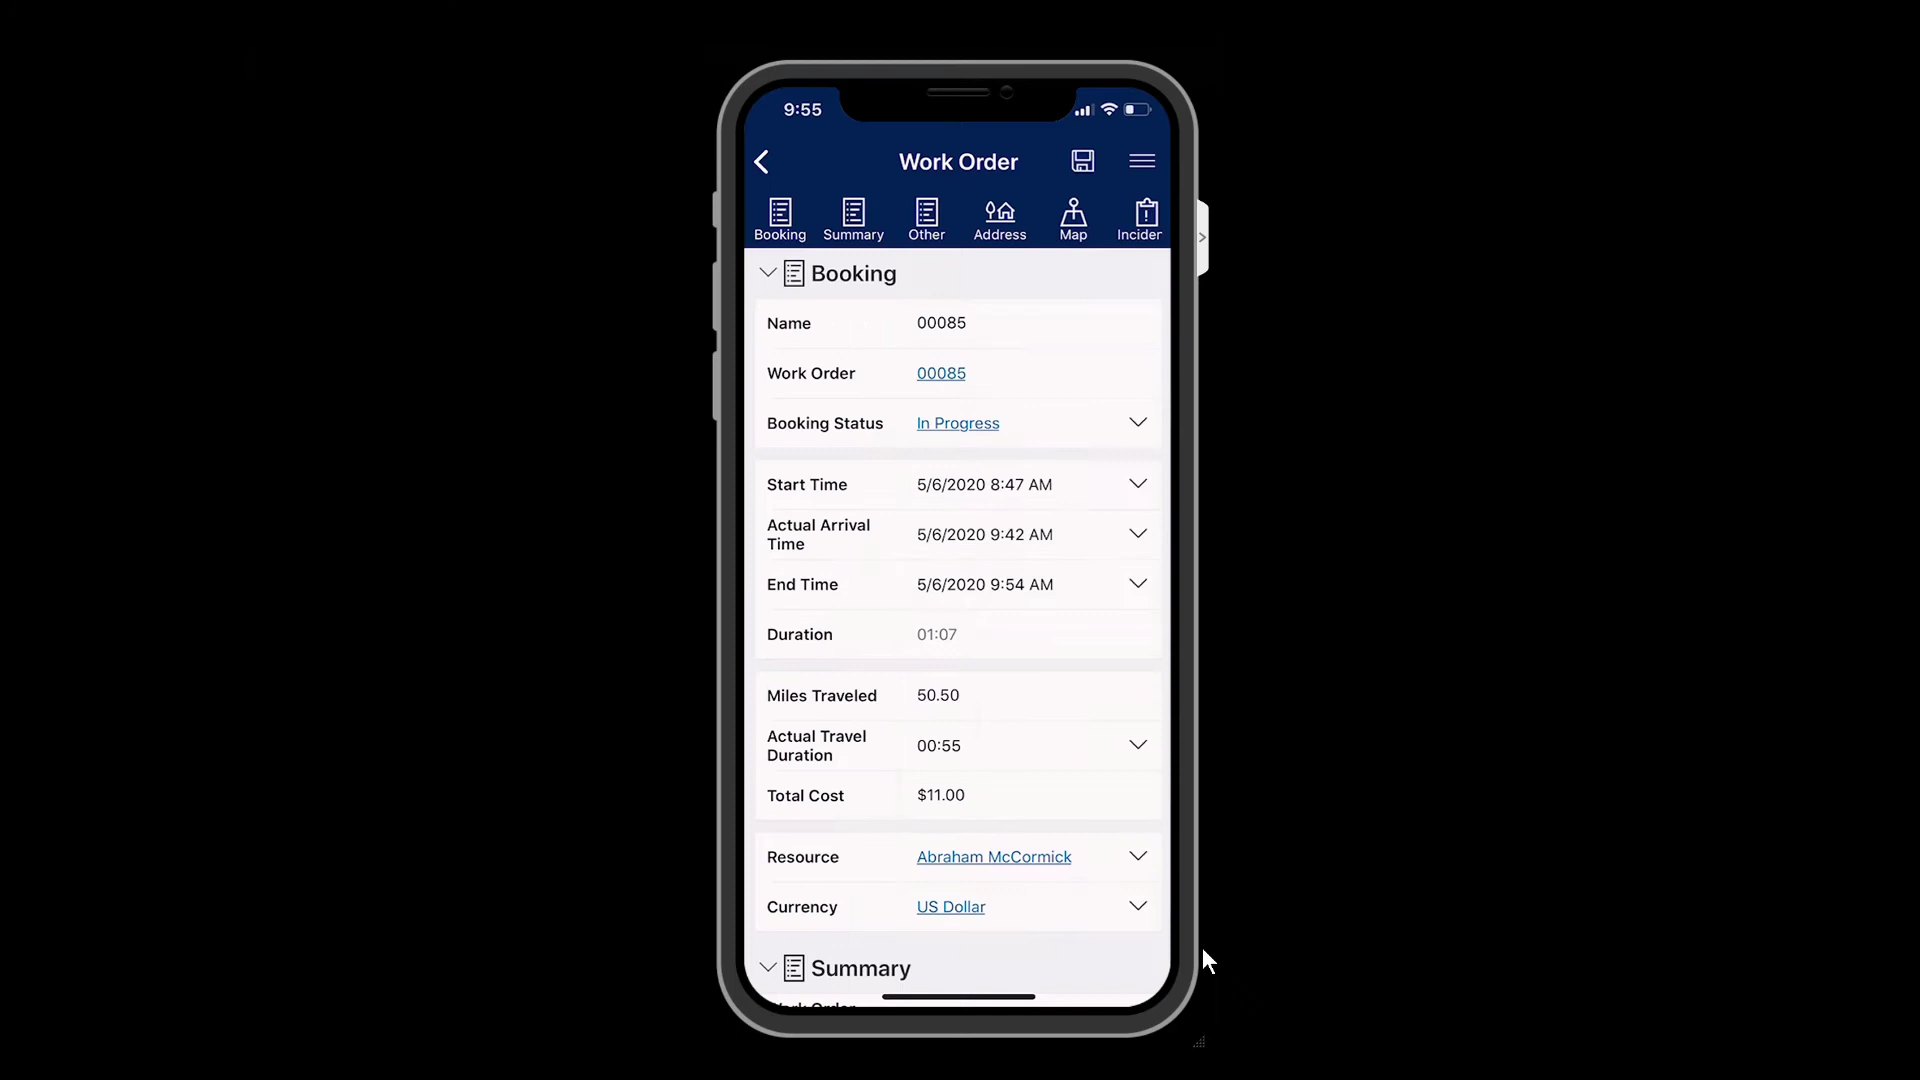 9:55
Work Order
Booking Summary Other Address Map Inciden
Booking
Name 00085
Work Order 00085
Booking Status In Progress
Start Time 5/6/2020 8:47 AM
Actual Arrival
Time 5/6/2020 9:42 AM
End Time 5/6/2020 9:54 AM
Duration 01:07
Miles Traveled 50.50
Actual Travel
Duration 00:55
Total Cost $11.00
Resource Abraham McCormick
Currency US Dollar
Summary
Work Order